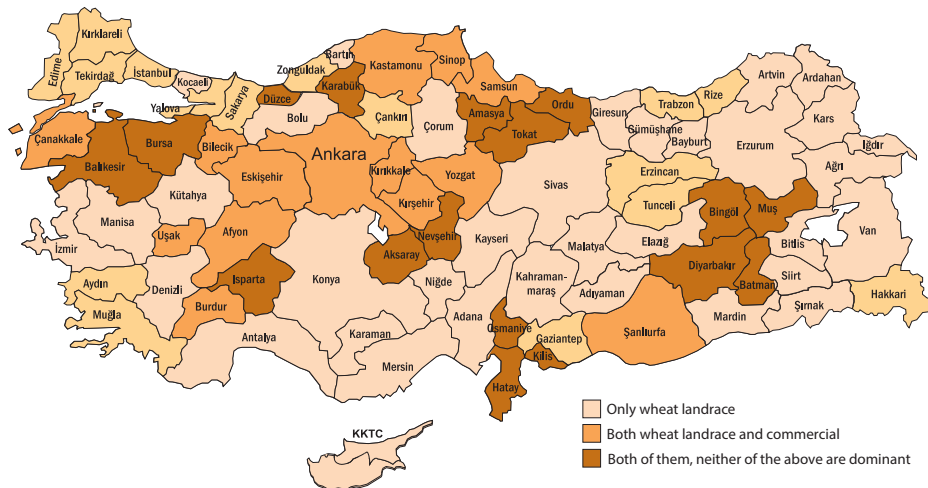 Kırklareli
Edirne
Tekirdağ
İstanbul
Kocaeli
Yalova
Sakarya
Düzce
Zonguldak
Bartın
Karabük
Bolu
Kastamonu
Çankırı
Sinop
Samsun
Çorum
Amasya
Tokat
Ordu
Giresun
Trabzon
Rize
Artvin
Ardahan
Gümüşhane
Bayburt
Kars
Erzurum
Iğdır
Ağrı
Çanakkale
Balıkesir
Bursa
Bilecik
Kütahya
Eskişehir
Ankara
Kırıkkale
Yozgat
Kırşehir
Sivas
Erzincan
Tunceli
Bingöl
Muş
Van
Bitlis
Manisa
İzmir
Uşak
Afyon
Aksaray
Nevşehir
Kayseri
Malatya
Elazığ
Diyarbakır
Batman
Siirt
Hakkari
Şırnak
Mardin
Aydın
Muğla
Denizli
Isparta
Burdur
Konya
Niğde
Kahraman-
maraş
Adıyaman
Şanlıurfa
Antalya
Karaman
Mersin
Adana
Osmaniye
Gaziantep
Kilis
Hatay
KKTC
Only wheat landrace
Both wheat landrace and commercial
Both of them, neither of the above are dominant